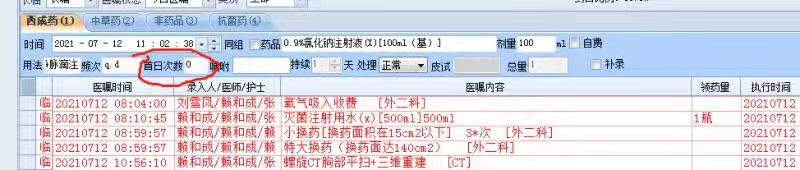 西成药(1) 中草药(2) 非药品(3) 抗菌药(4)
时间 2021-07-12 11:02:38 同组 药品 0.9%氯化钠注射液(X)[100ml(基)] 剂量 100 ml 自费
用法 脉滴注 频次 q.d 首日次数 0 嘱咐 持续 1 天 处理 正常 皮试 总量 1 补录
医嘱时间 录入人/医师/护士 医嘱内容 领药量 执行时间
临 20210712 08:04:00 刘雪凤/赖和成/张 氧气吸入收费 [外二科] 20210712
临 20210712 08:10:45 赖和成/赖和成/张 灭菌注射用水(x)[500ml]500ml 1瓶 20210712
临 20210712 08:59:57 赖和成/赖和成/赖 小换药[换药面积在15cm2以下] 3*次 [外二科] 20210712
临 20210712 08:59:57 赖和成/赖和成/赖 特大换药(换药面达140cm2) [外二科] 20210712
临 20210712 10:56:10 赖和成/赖和成/张 螺旋CT胸部平扫+三维重建 [CT] 20210712